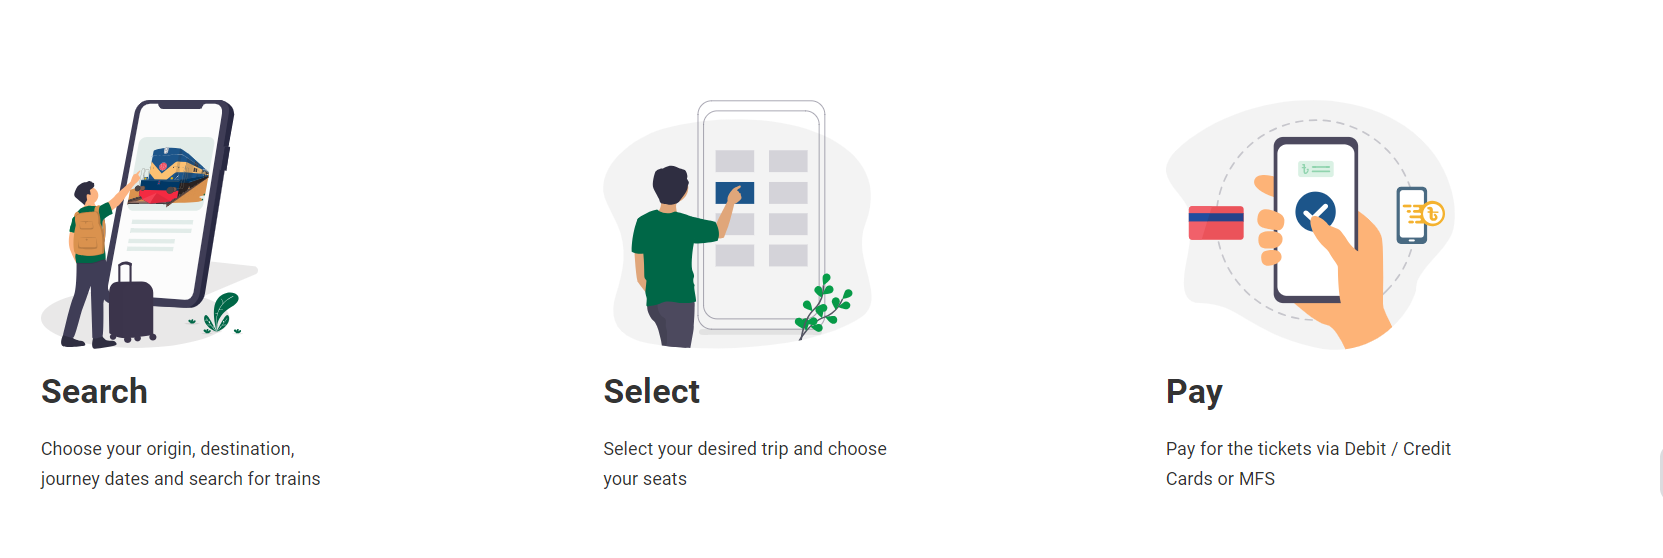 Search
Choose your origin, destination,
journey dates and search for trains
Select
Select your desired trip and choose
your seats
৳
৳
Pay
Pay for the tickets via Debit / Credit
Cards or MFS